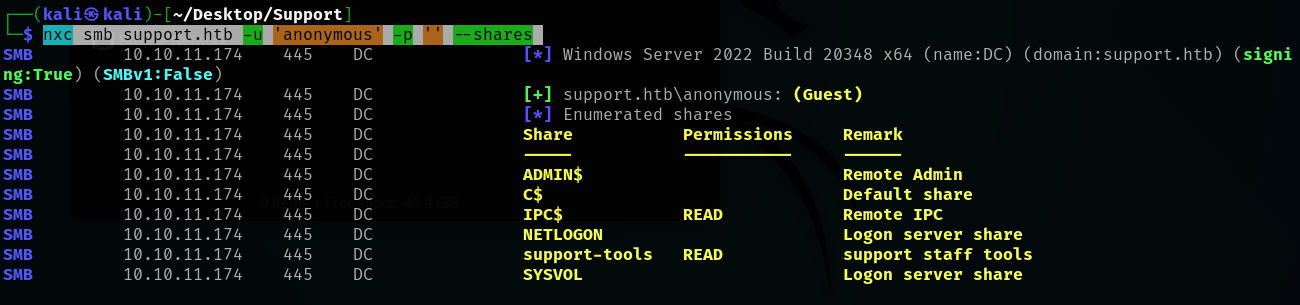 ┌──(kali㉿kali)-[~/Desktop/Support]
└─$ nxc smb support.htb -u 'anonymous' -p '' --shares
SMB 10.10.11.174 445 DC [*] Windows Server 2022 Build 20348 x64 (name:DC) (domain:support.htb) (signi
ng:True) (SMBv1:False)
SMB 10.10.11.174 445 DC [+] support.htb\anonymous: (Guest)
SMB 10.10.11.174 445 DC [*] Enumerated shares
SMB 10.10.11.174 445 DC Share Permissions Remark
SMB 10.10.11.174 445 DC ----- ----------- ------
SMB 10.10.11.174 445 DC ADMIN$ Remote Admin
SMB 10.10.11.174 445 DC C$ Default share
SMB 10.10.11.174 445 DC IPC$ READ Remote IPC
SMB 10.10.11.174 445 DC NETLOGON Logon server share
SMB 10.10.11.174 445 DC support-tools READ support staff tools
SMB 10.10.11.174 445 DC SYSVOL Logon server share